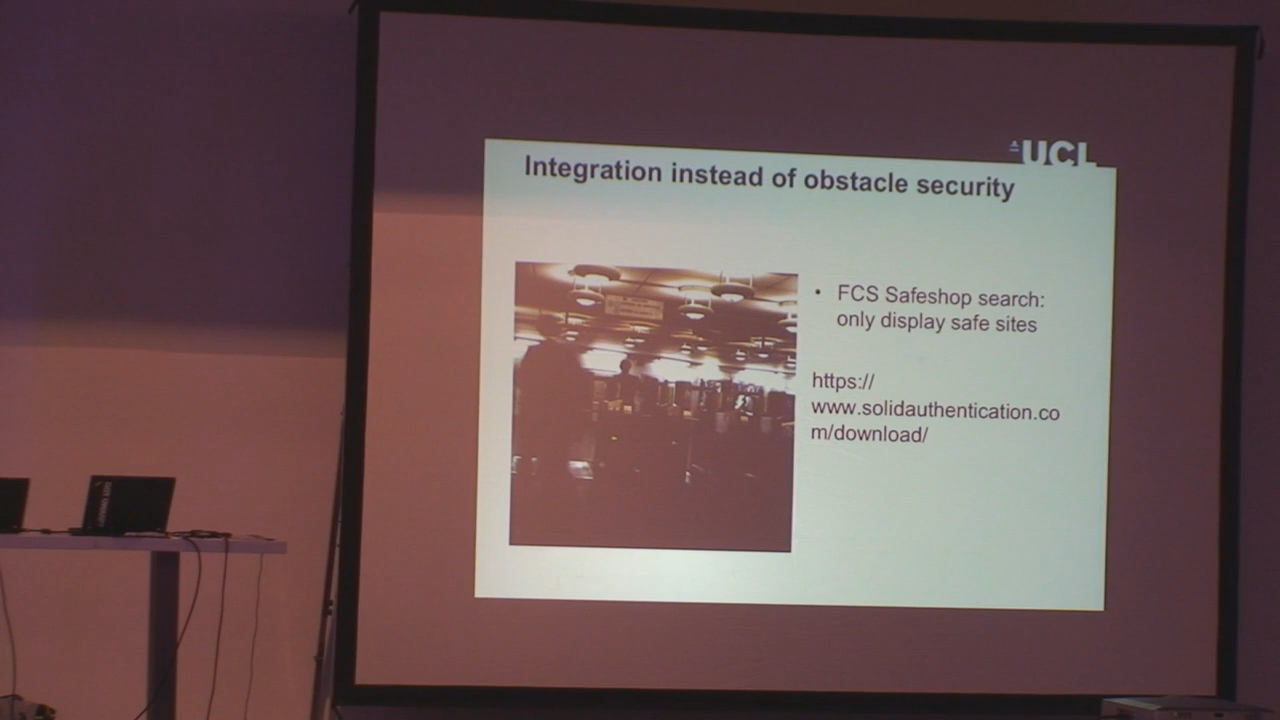 UCL
Integration instead of obstacle security
• FCS Safeshop search:
only display safe sites
https://
www.solidauthentication.co
m/download/